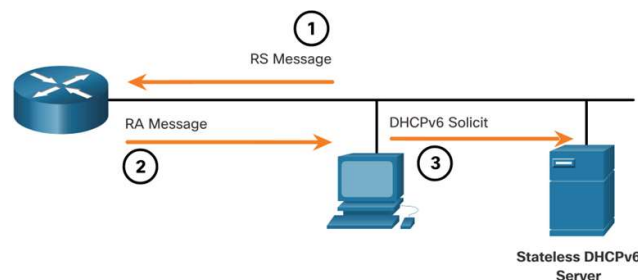 1
RS Message
RA Message
2
DHCPv6 Solicit
3
Stateless DHCPv6
Server